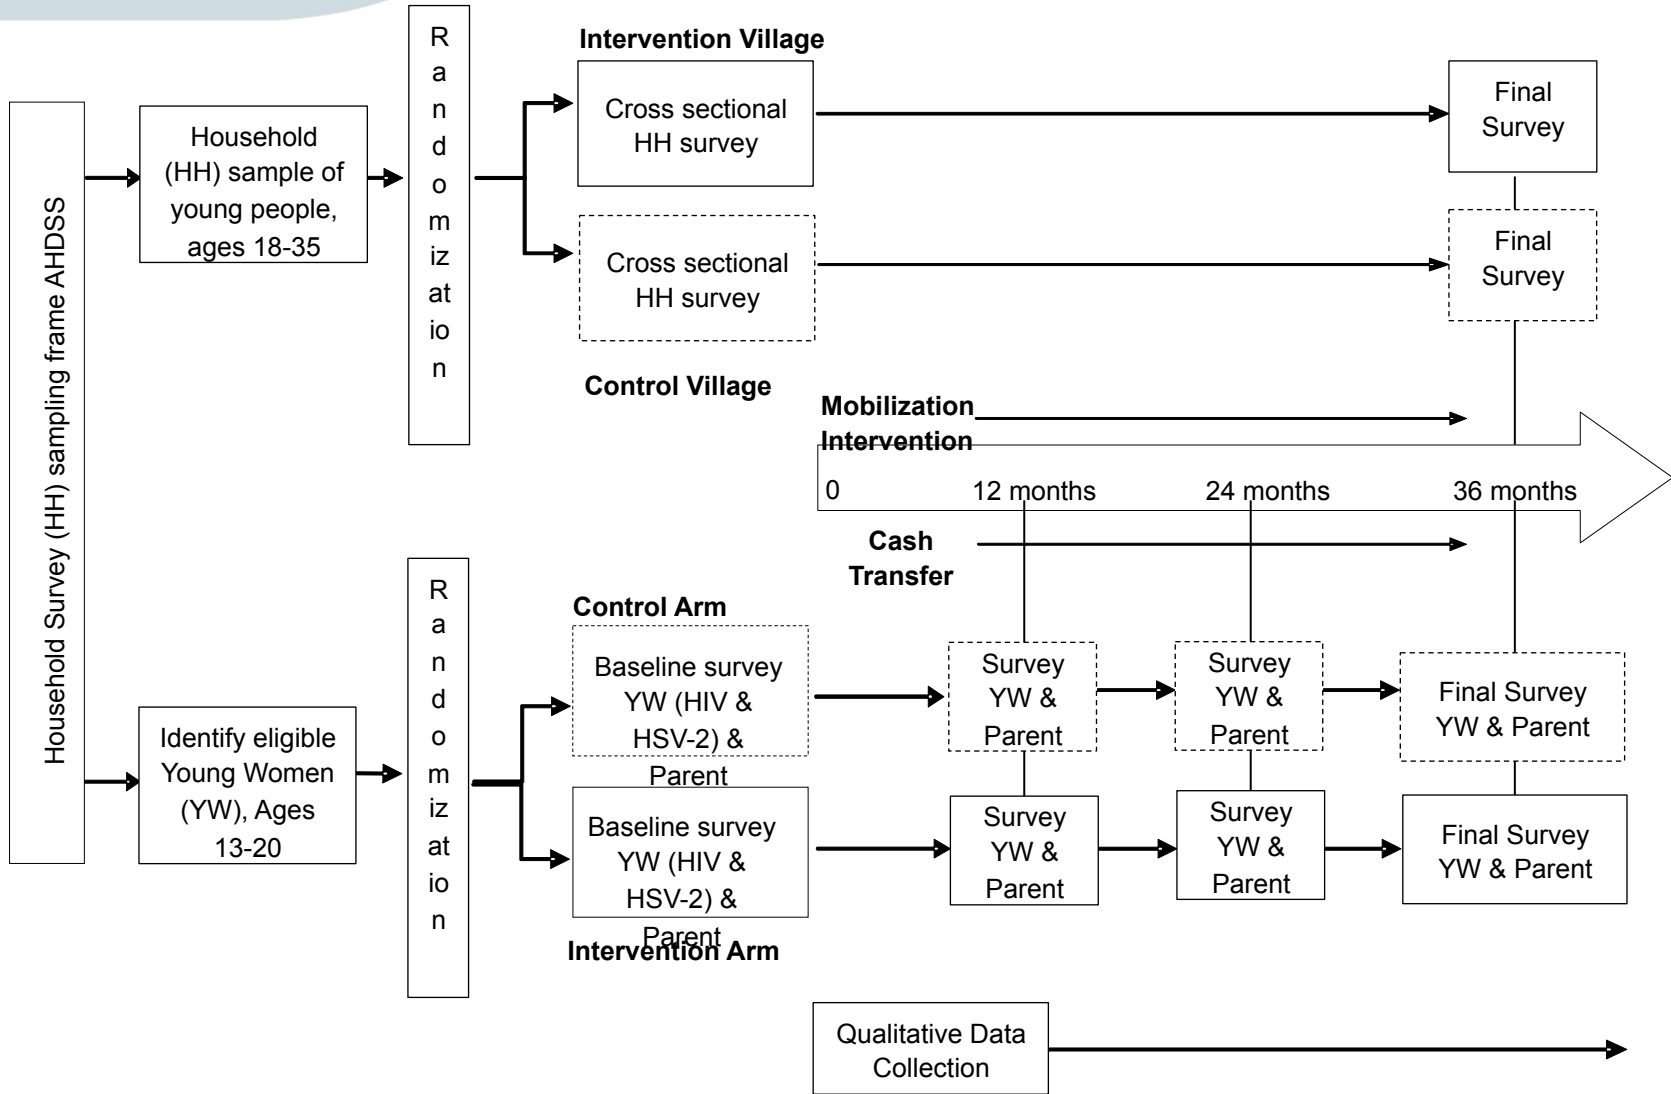 Household Survey (HH) sampling frame AHDSS
Household
(HH) sample of
young people,
ages 18-35
R
a
n
d
o
m
iz
at
io
n
Intervention Village
Cross sectional
HH survey
Final
Survey
Cross sectional
HH survey
Final
Survey
Control Village
Mobilization
Intervention
0
12 months
24 months
36 months
Cash
Transfer
Identify eligible
Young Women
(YW), Ages
13-20
R
a
n
d
o
m
iz
at
io
n
Control Arm
Baseline survey
YW (HIV &
HSV-2) &
Parent
Survey
YW &
Parent
Survey
YW &
Parent
Final Survey
YW & Parent
Baseline survey
YW (HIV &
HSV-2) &
Parent
Intervention Arm
Survey
YW &
Parent
Survey
YW &
Parent
Final Survey
YW & Parent
Qualitative Data
Collection